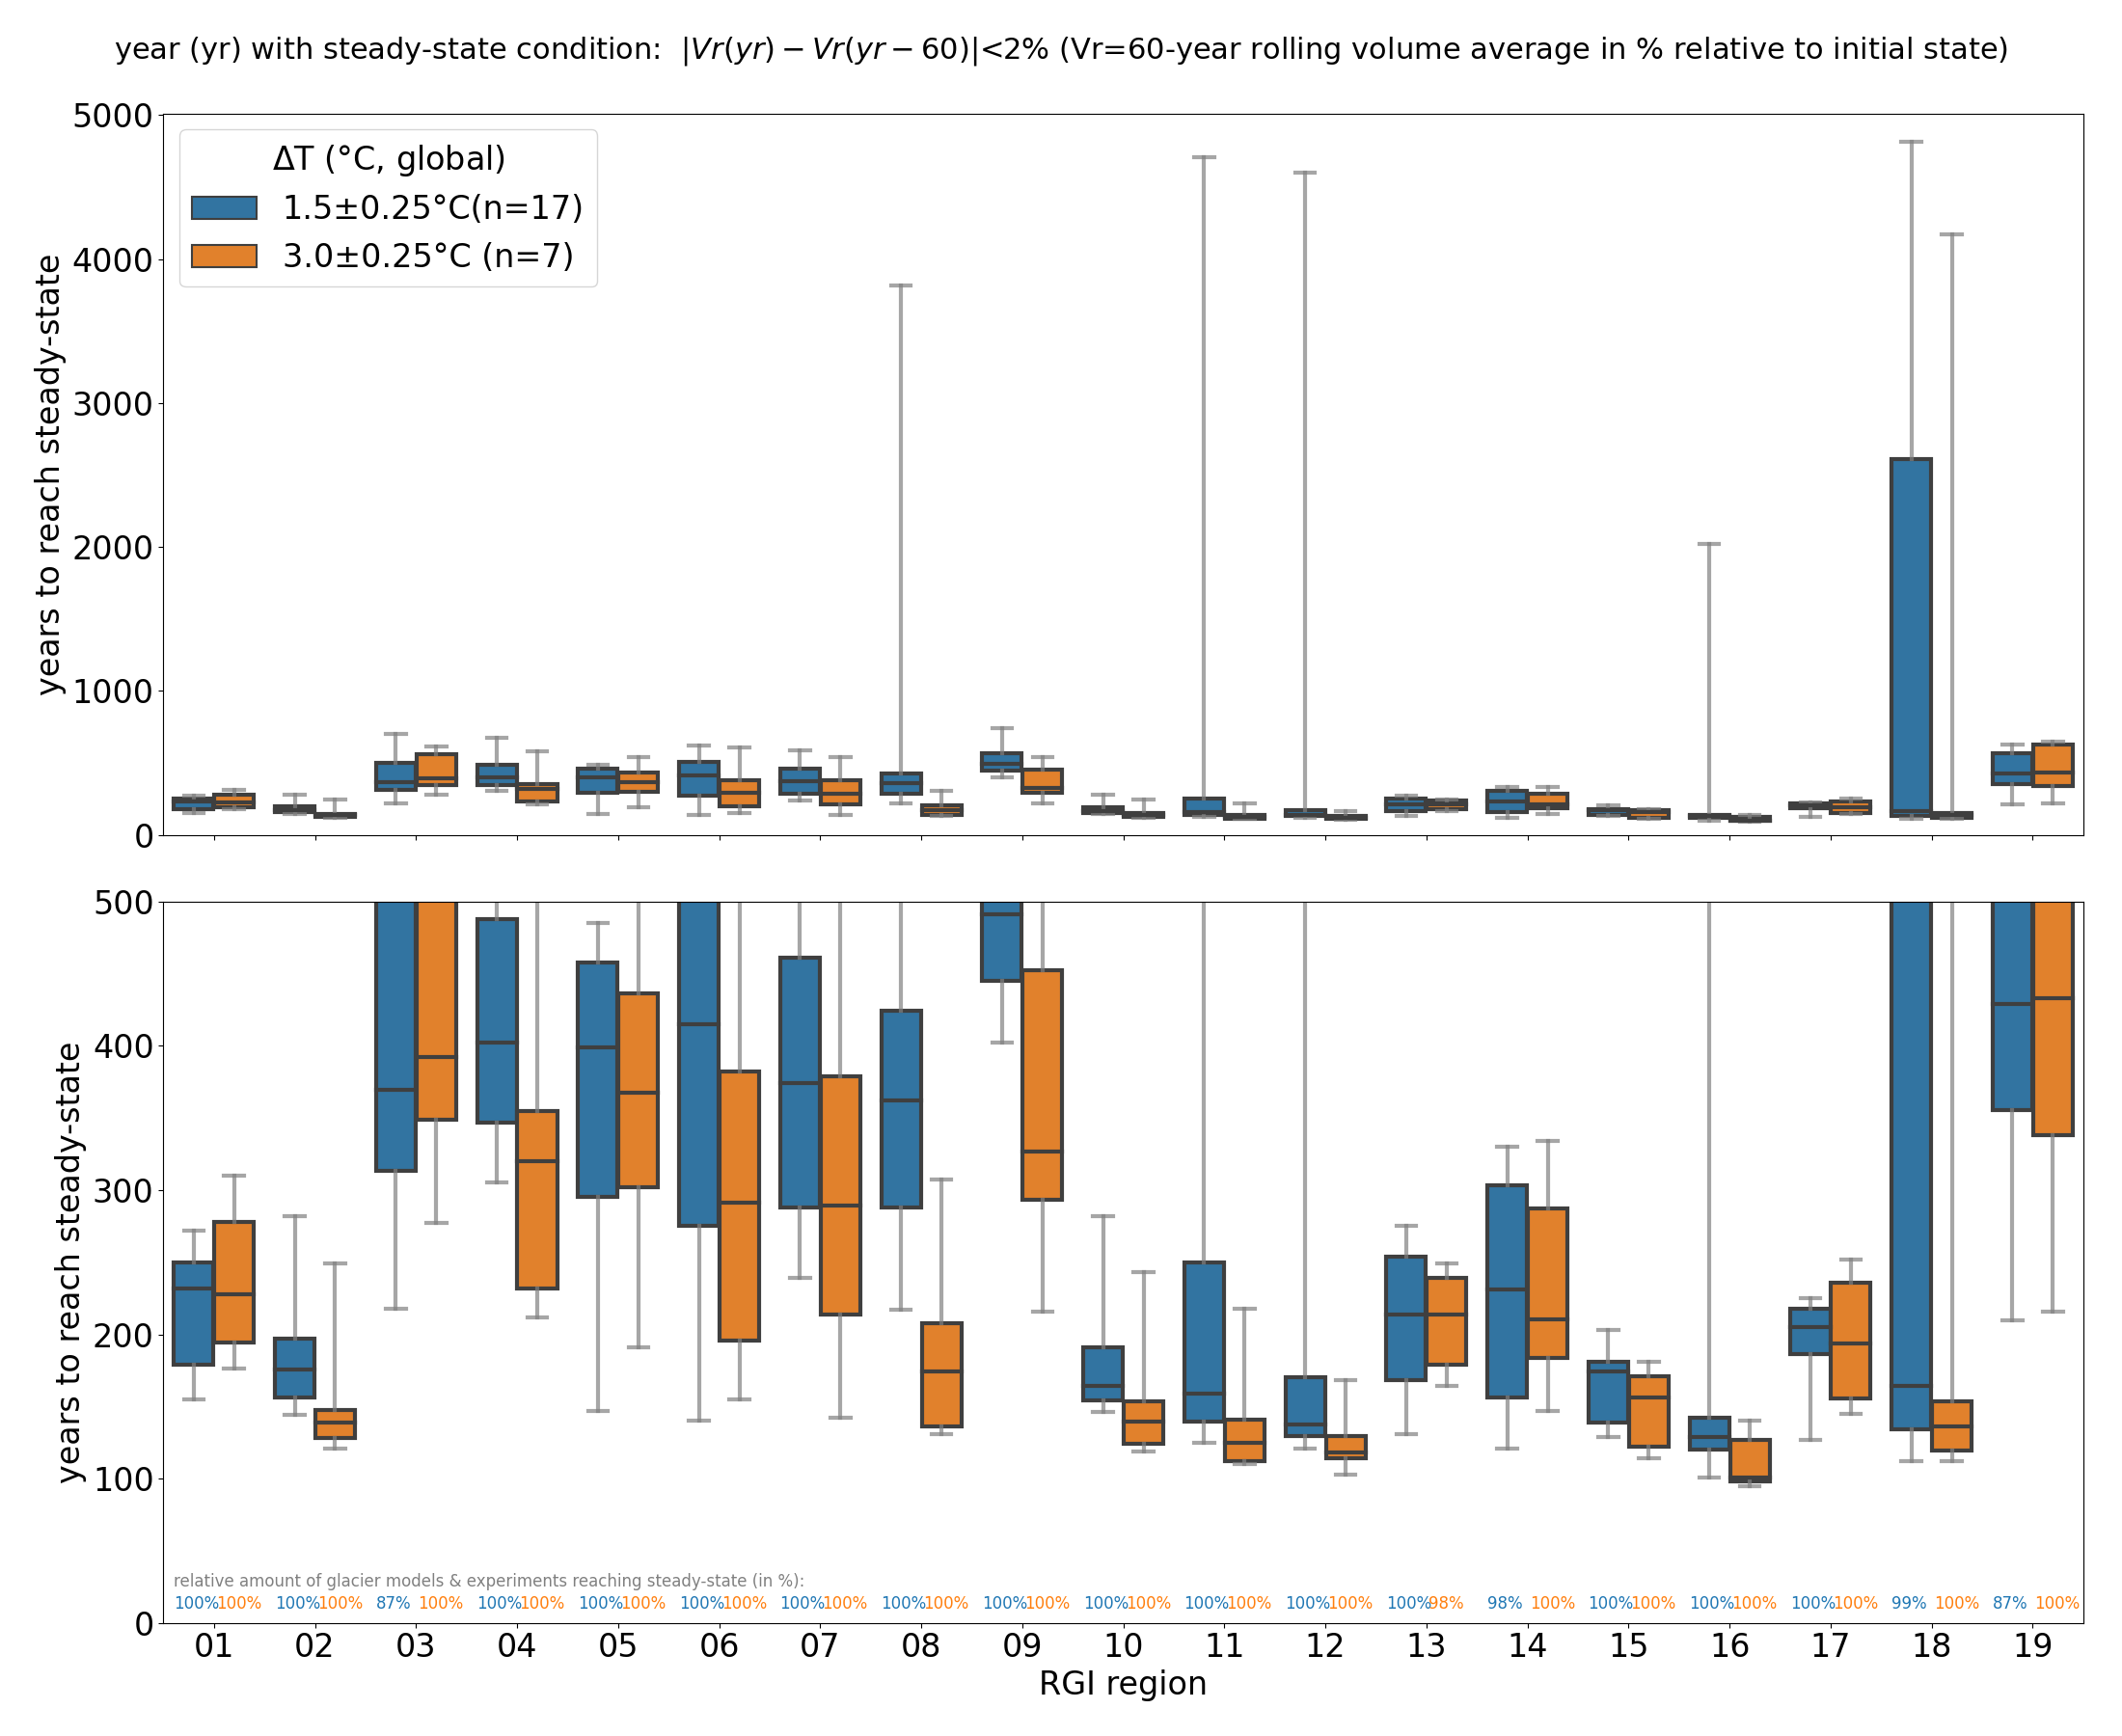 year (yr) with steady-state condition: |Vr(yr) − Vr(yr − 60)|<2% (Vr=60-year rolling volume average in % relative to initial state)
5000
4000
3000
2000
1000
0
years to reach steady-state
ΔT (°C, global)
1.5±0.25°C(n=17)
3.0±0.25°C (n=7)
500
400
300
200
100
0
years to reach steady-state
relative amount of glacier models & experiments reaching steady-state (in %):
100% 100% 100% 100% 87% 100% 100% 100% 100% 100% 100% 100% 100% 100% 100% 100% 100% 100% 100% 100% 100% 100% 100% 100% 100% 98% 98% 100% 100% 100% 100% 100% 100% 100% 99% 100% 87% 100%
01 02 03 04 05 06 07 08 09 10 11 12 13 14 15 16 17 18 19
RGI region